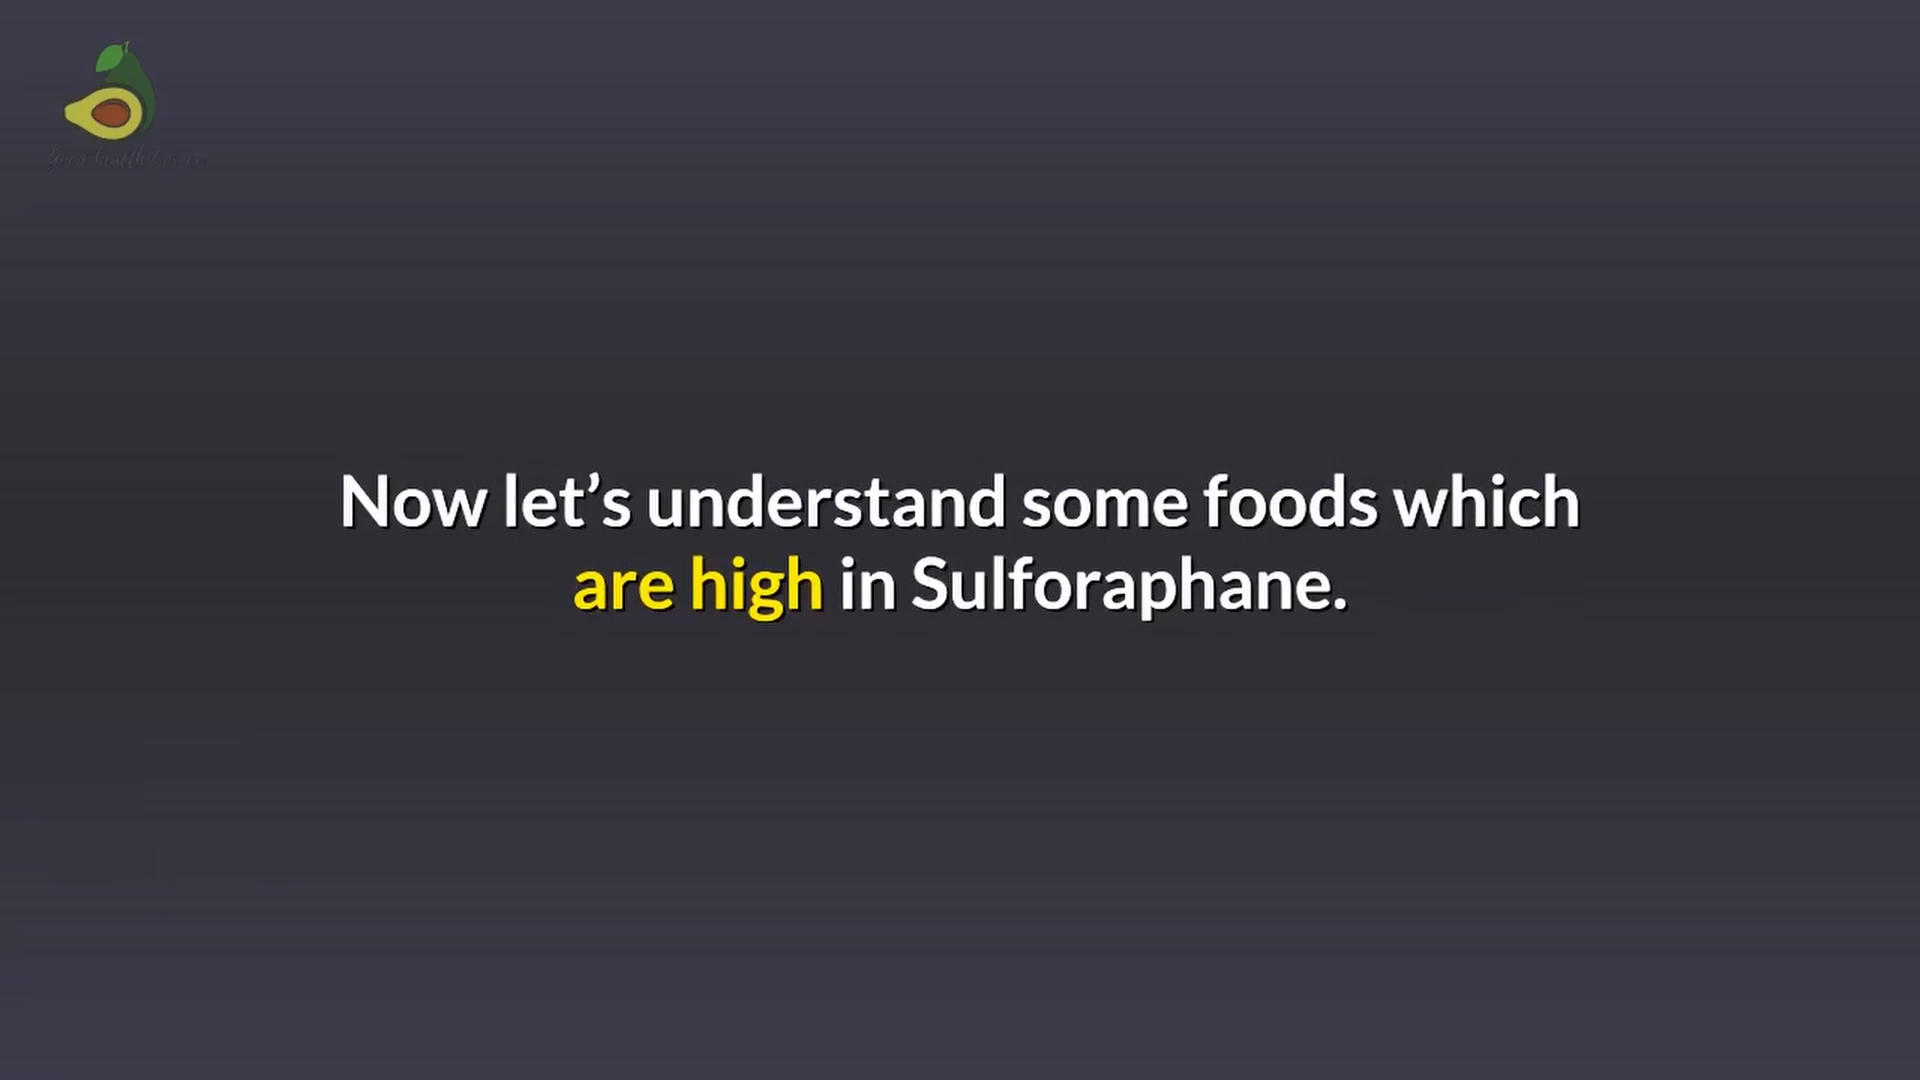 Now let’s understand some foods which
are high in Sulforaphane.